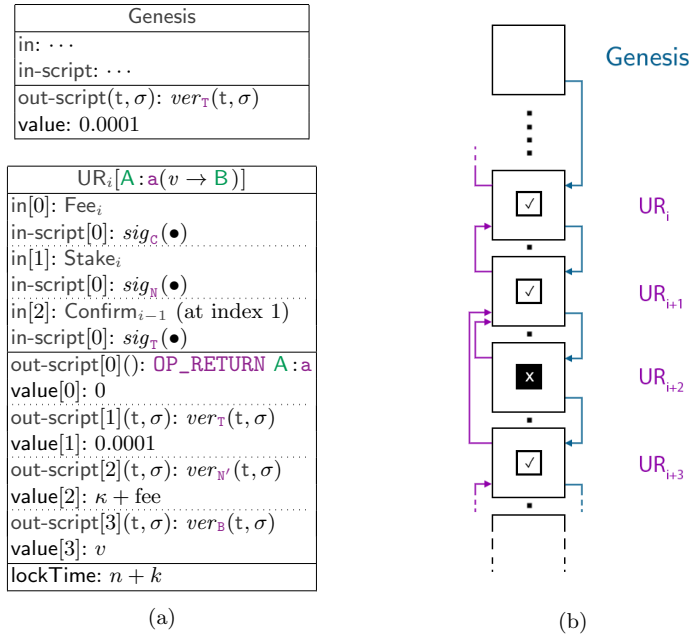 Genesis
in: ···
in-script: ···
out-script(t, σ): ver_T(t, σ)
value: 0.0001
UR_i[A:a(v → B)]
in[0]: Fee_i
in-script[0]: sig_C(•)
in[1]: Stake_i
in-script[0]: sig_N(•)
in[2]: Confirm_{i−1} (at index 1)
in-script[0]: sig_T(•)
out-script[0](): OP_RETURN A:a
value[0]: 0
out-script[1](t, σ): ver_T(t, σ)
value[1]: 0.0001
out-script[2](t, σ): ver_{N′}(t, σ)
value[2]: κ + fee
out-script[3](t, σ): ver_B(t, σ)
value[3]: v
lockTime: n + k
(a)
Genesis
✓ UR_i
✓ UR_{i+1}
X UR_{i+2}
✓ UR_{i+3}
(b)